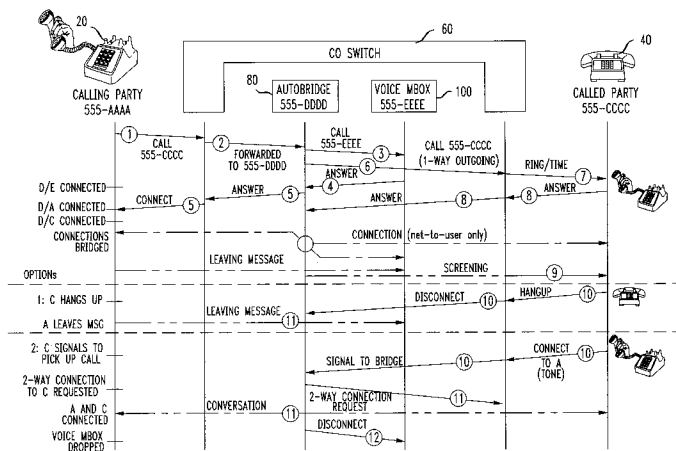 20
60
40
CO SWITCH
CALLING PARTY
555-AAAA
80
AUTOBRIDGE
555-DDDD
VOICE MBOX
555-EEEE
100
CALLED PARTY
555-CCCC
1
CALL
555-CCCC
2
FORWARDED
TO 555-DDDD
CALL
555-EEEE
3
6
CALL 555-CCCC
(1-WAY OUTGOING)
RING/TIME
7
D/E CONNECTED
ANSWER
4
D/A CONNECTED
CONNECT
5
ANSWER
5
ANSWER
8
ANSWER
8
D/C CONNECTED
CONNECTIONS
BRIDGED
CONNECTION (net-to-user only)
LEAVING MESSAGE
OPTIONs
SCREENING
9
1: C HANGS UP
DISCONNECT
10
HANGUP
10
LEAVING MESSAGE
11
A LEAVES MSG
2: C SIGNALS TO
PICK UP CALL
SIGNAL TO BRIDGE
10
CONNECT
TO A
(TONE)
10
2-WAY CONNECTION
TO C REQUESTED
2-WAY CONNECTION
REQUEST
11
A AND C
CONNECTED
CONVERSATION
11
VOICE MBOX
DROPPED
DISCONNECT
12